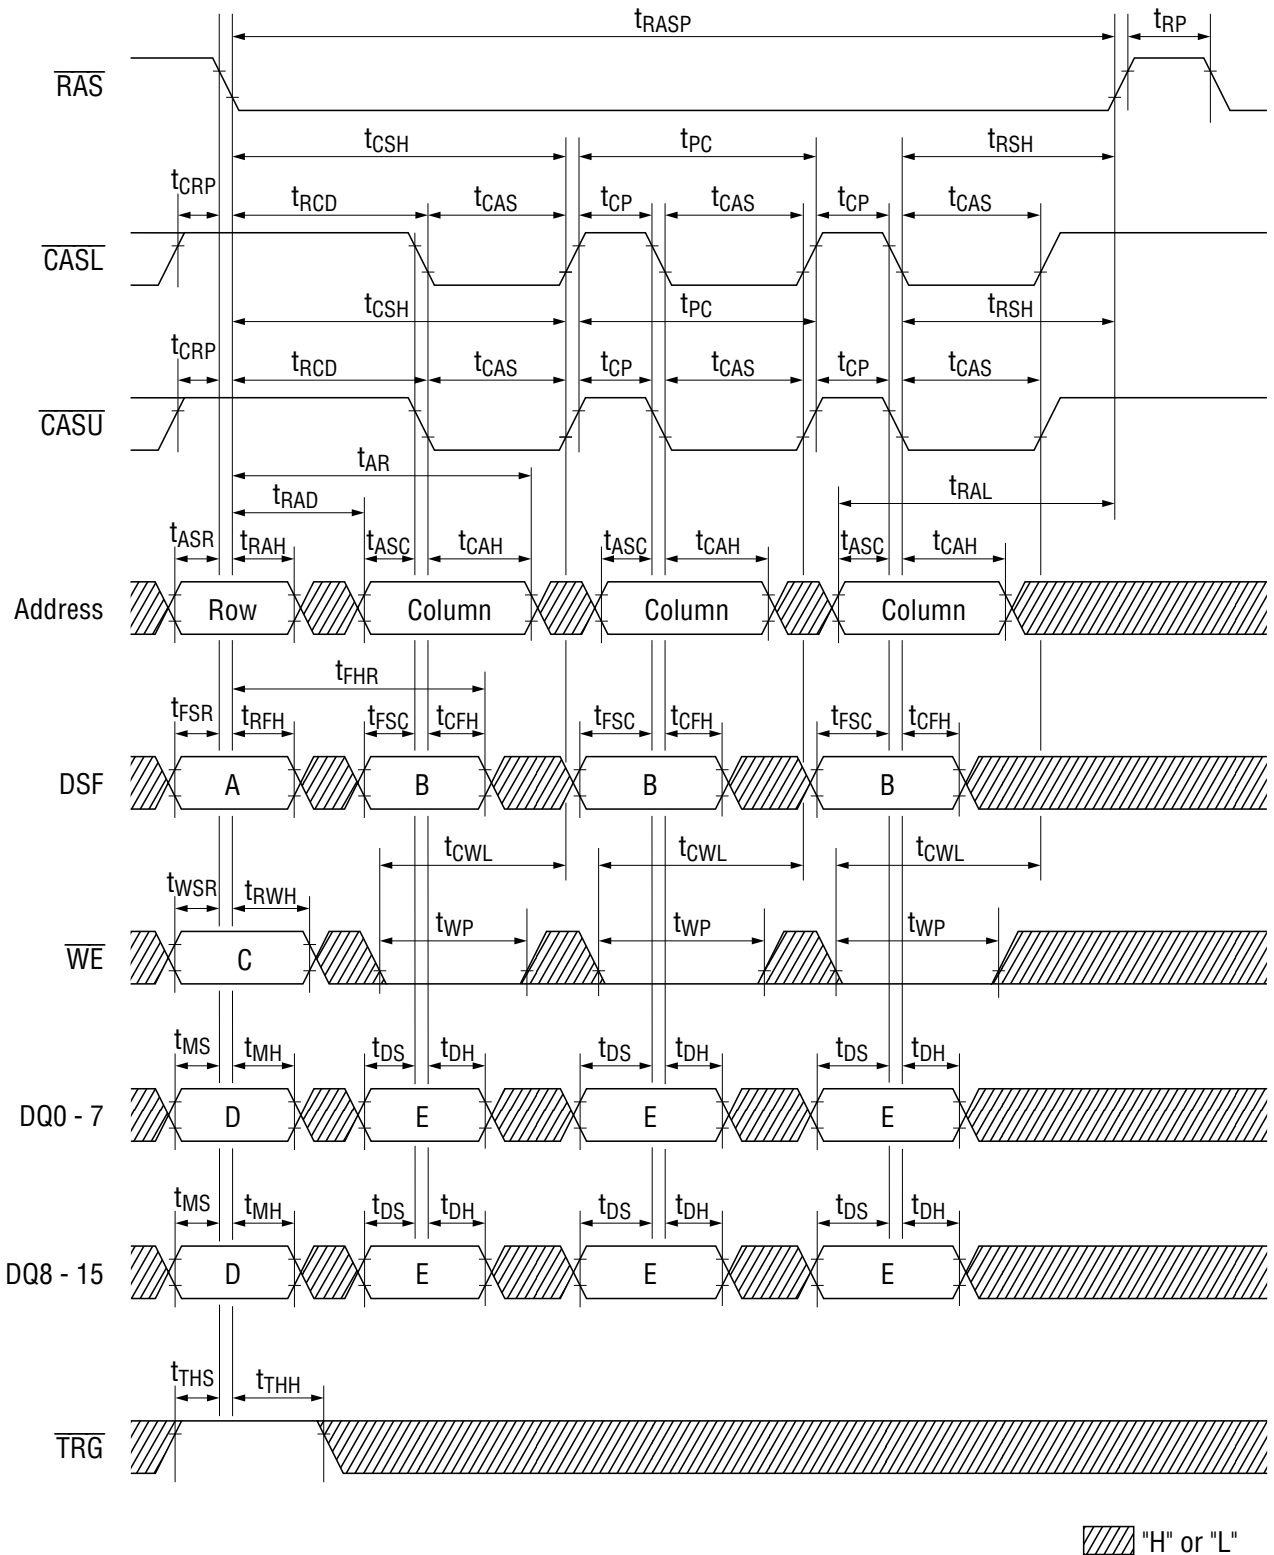 tRASP tRP
RAS
tCSH tPC tRSH
tCRP tRCD tCAS tCP tCAS tCP tCAS
CASL
tCSH tPC tRSH
tCRP tRCD tCAS tCP tCAS tCP tCAS
CASU
tAR
tRAD tRAL
tASR tRAH tASC tCAH tASC tCAH tASC tCAH
Address Row Column Column Column
tFHR
tFSR tRFH tFSC tCFH tFSC tCFH tFSC tCFH
DSF A B B B
tCWL tCWL tCWL
tWSR tRWH
tWP tWP tWP
WE C
tMS tMH tDS tDH tDS tDH tDS tDH
DQ0 - 7 D E E E
tMS tMH tDS tDH tDS tDH tDS tDH
DQ8 - 15 D E E E
tTHS tTHH
TRG
"H" or "L"